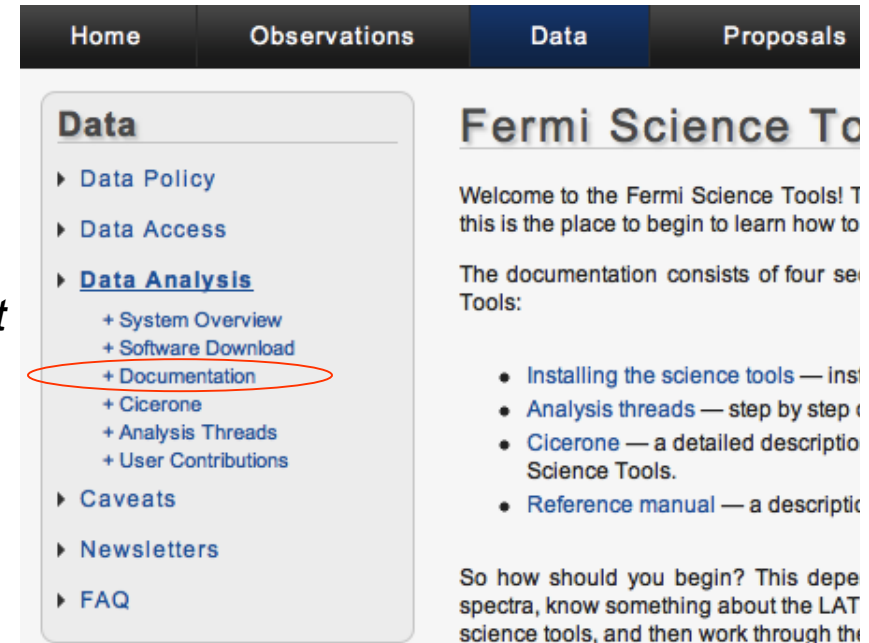 Home Observations Data Proposals
Data
Data Policy
Data Access
Data Analysis
+ System Overview
+ Software Download
+ Documentation
+ Cicerone
+ Analysis Threads
+ User Contributions
Caveats
Newsletters
FAQ
t
Fermi Science To
Welcome to the Fermi Science Tools! T
this is the place to begin to learn how to
The documentation consists of four se
Tools:
• Installing the science tools — inst
• Analysis threads — step by step
• Cicerone — a detailed descriptio
Science Tools.
• Reference manual — a descriptio
So how should you begin? This depe
spectra, know something about the LAT
science tools, and then work through the